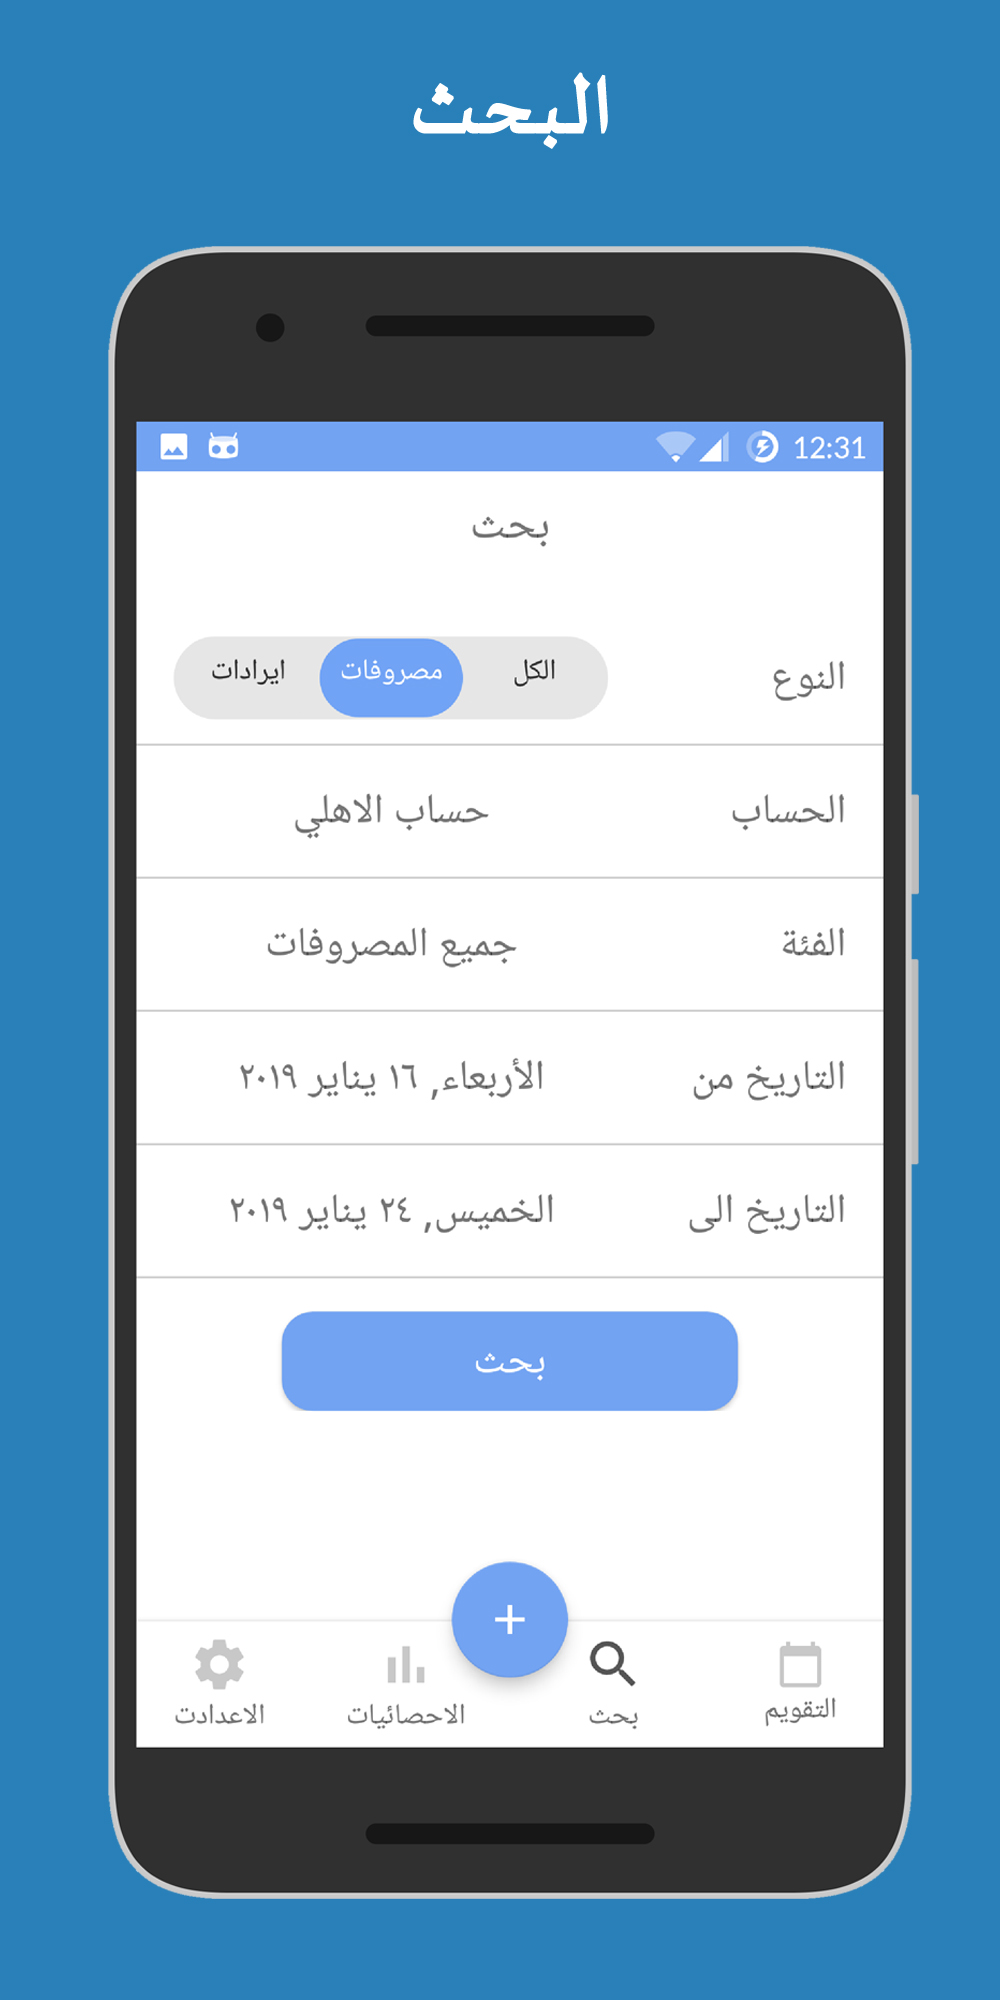 البحث
12:31
بحث
النوع الكل مصروفات ايرادات
الحساب حساب الاهلي
الفئة جميع المصروفات
التاريخ من الأربعاء, ١٦ يناير ٢٠١٩
التاريخ الى الخميس, ٢٤ يناير ٢٠١٩
بحث
+
التقويم بحث الاحصائيات الاعدادت